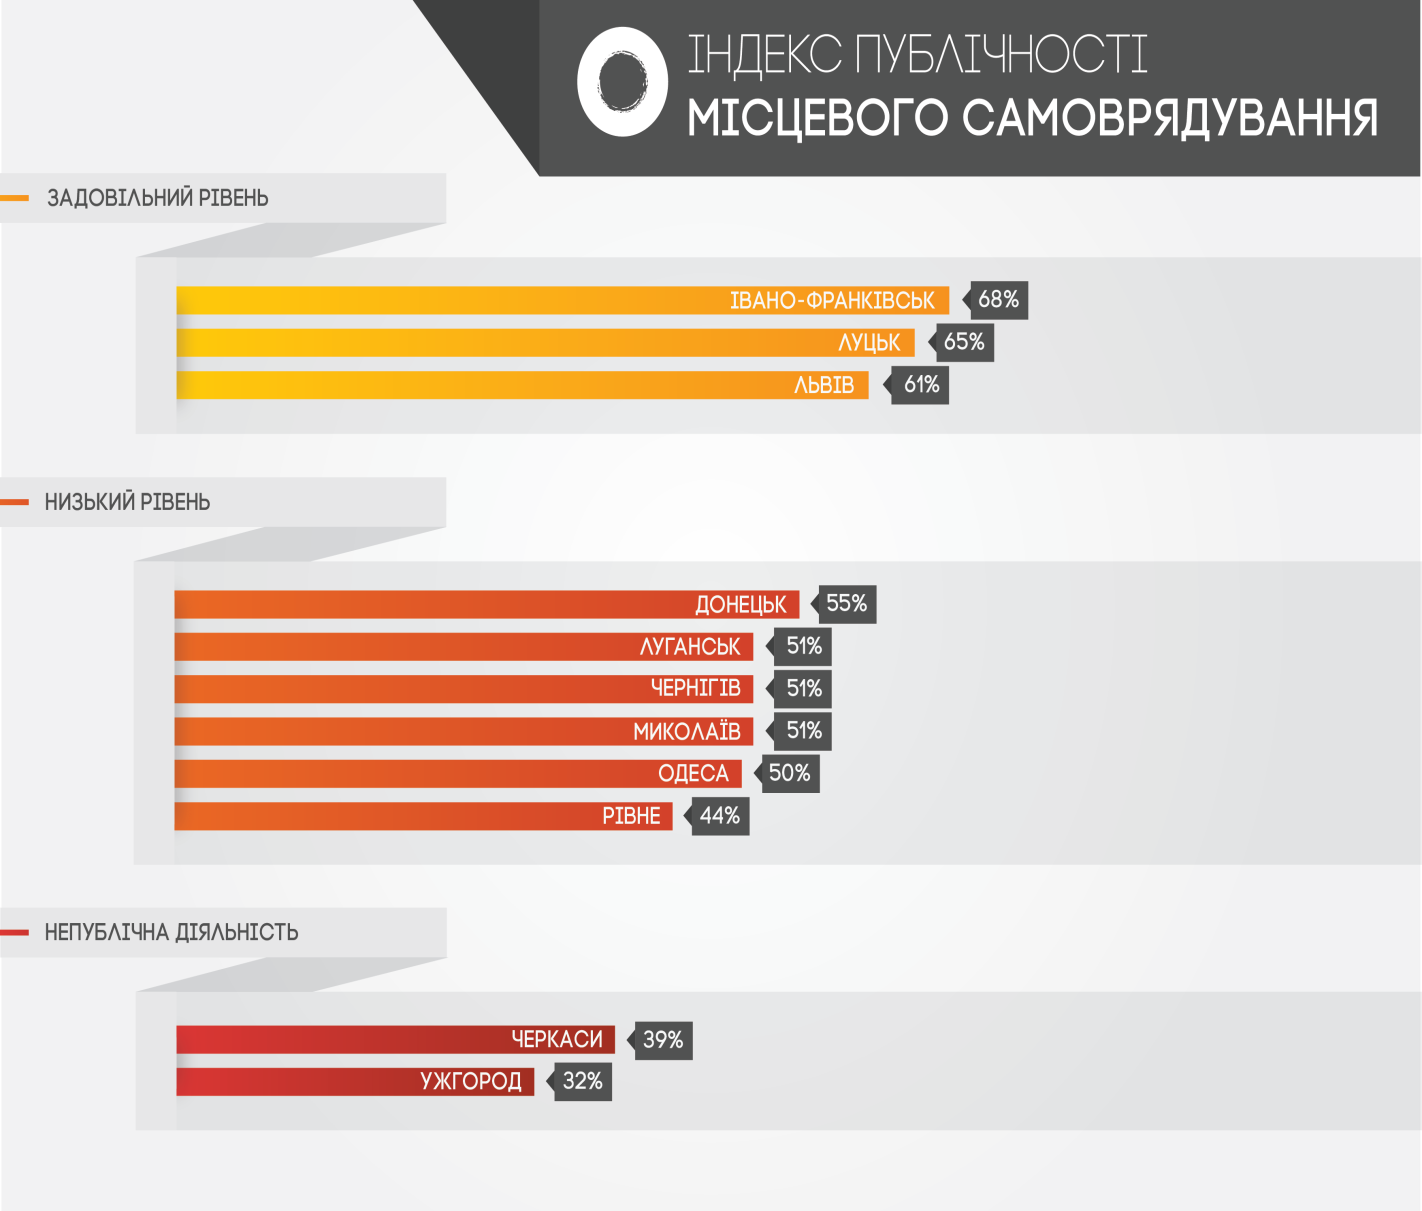 ІНДЕКС ПУБЛІЧНОСТІ
МІСЦЕВОГО САМОВРЯДУВАННЯ
ЗАДОВІЛЬНИЙ РІВЕНЬ
ІВАНО-ФРАНКІВСЬК 68%
ЛУЦЬК 65%
ЛЬВІВ 61%
НИЗЬКИЙ РІВЕНЬ
ДОНЕЦЬК 55%
ЛУГАНСЬК 51%
ЧЕРНІГІВ 51%
МИКОЛАЇВ 51%
ОДЕСА 50%
РІВНЕ 44%
НЕПУБЛІЧНА ДІЯЛЬНІСТЬ
ЧЕРКАСИ 39%
УЖГОРОД 32%